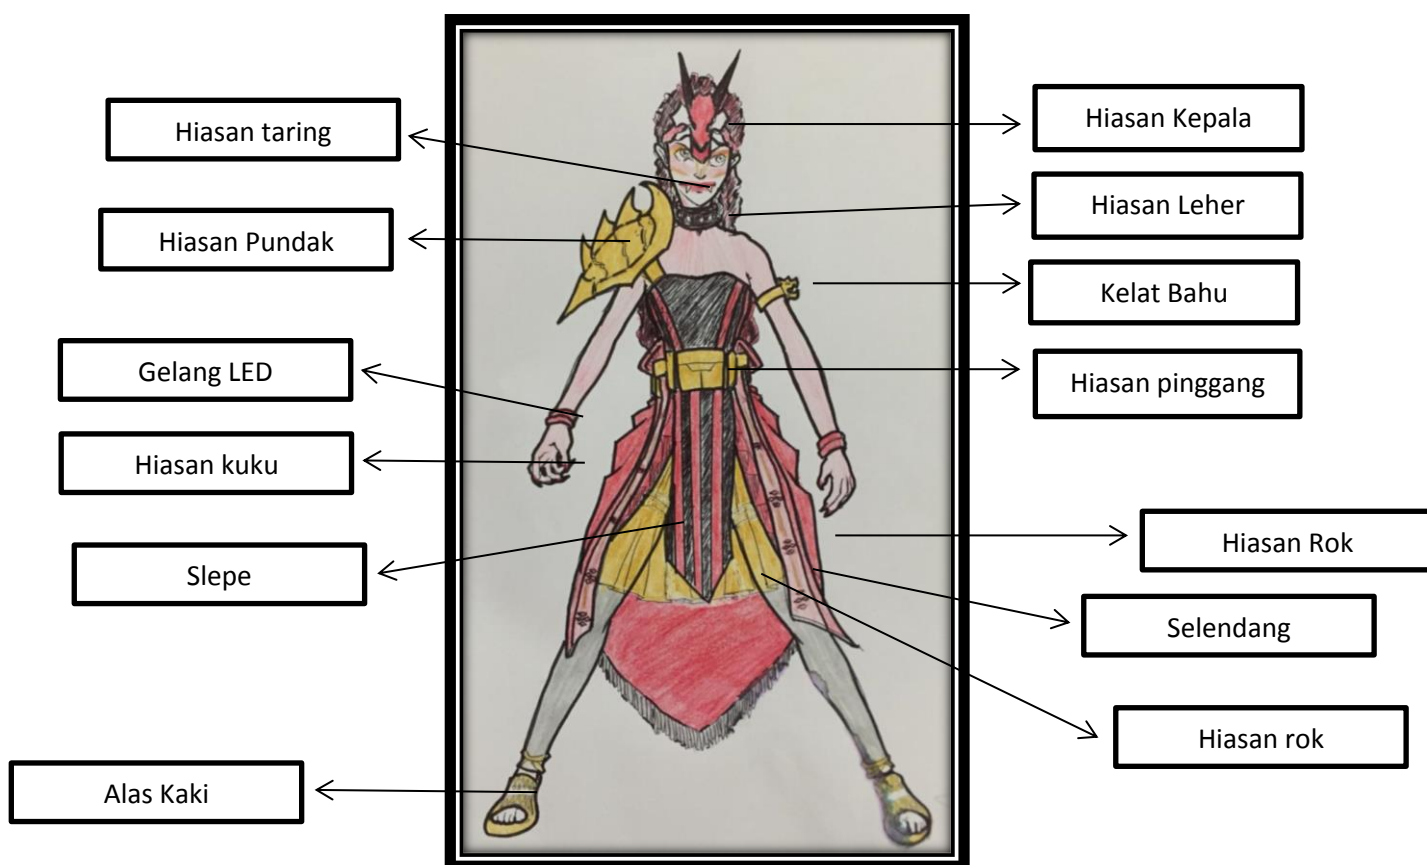 Hiasan taring
Hiasan Pundak
Gelang LED
Hiasan kuku
Slepe
Alas Kaki
Hiasan Kepala
Hiasan Leher
Kelat Bahu
Hiasan pinggang
Hiasan Rok
Selendang
Hiasan rok